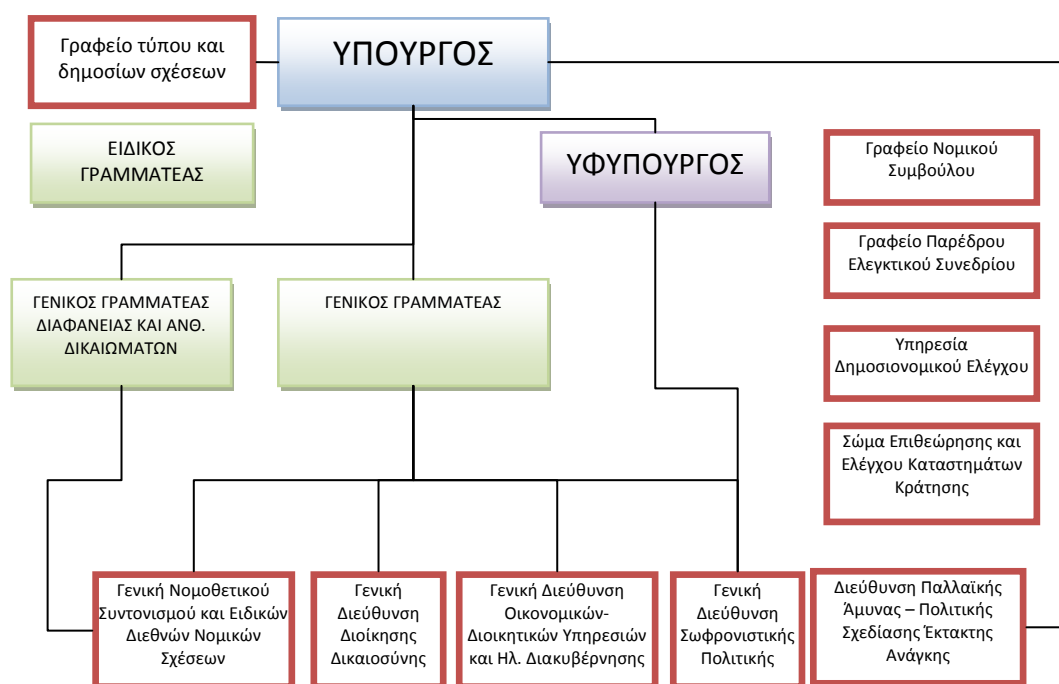 Γραφείο τύπου και
δημοσίων σχέσεων
ΥΠΟΥΡΓΟΣ
ΕΙΔΙΚΟΣ
ΓΡΑΜΜΑΤΕΑΣ
ΥΦΥΠΟΥΡΓΟΣ
Γραφείο Νομικού
Συμβούλου
Γραφείο Παρέδρου
Ελεγκτικού Συνεδρίου
ΓΕΝΙΚΟΣ ΓΡΑΜΜΑΤΕΑΣ
ΔΙΑΦΑΝΕΙΑΣ ΚΑΙ ΑΝΘ.
ΔΙΚΑΙΩΜΑΤΩΝ
ΓΕΝΙΚΟΣ ΓΡΑΜΜΑΤΕΑΣ
Υπηρεσία
Δημοσιονομικού Ελέγχου
Σώμα Επιθεώρησης και
Ελέγχου Καταστημάτων
Κράτησης
Γενική Νομοθετικού
Συντονισμού και Ειδικών
Διεθνών Νομικών
Σχέσεων
Γενική
Διεύθυνση
Διοίκησης
Δικαιοσύνης
Γενική Διεύθυνση
Οικονομικών-
Διοικητικών Υπηρεσιών
και Ηλ. Διακυβέρνησης
Γενική
Διεύθυνση
Σωφρονιστικής
Πολιτικής
Διεύθυνση Παλλαϊκής
Άμυνας – Πολιτικής
Σχεδίασης Έκτακτης
Ανάγκης